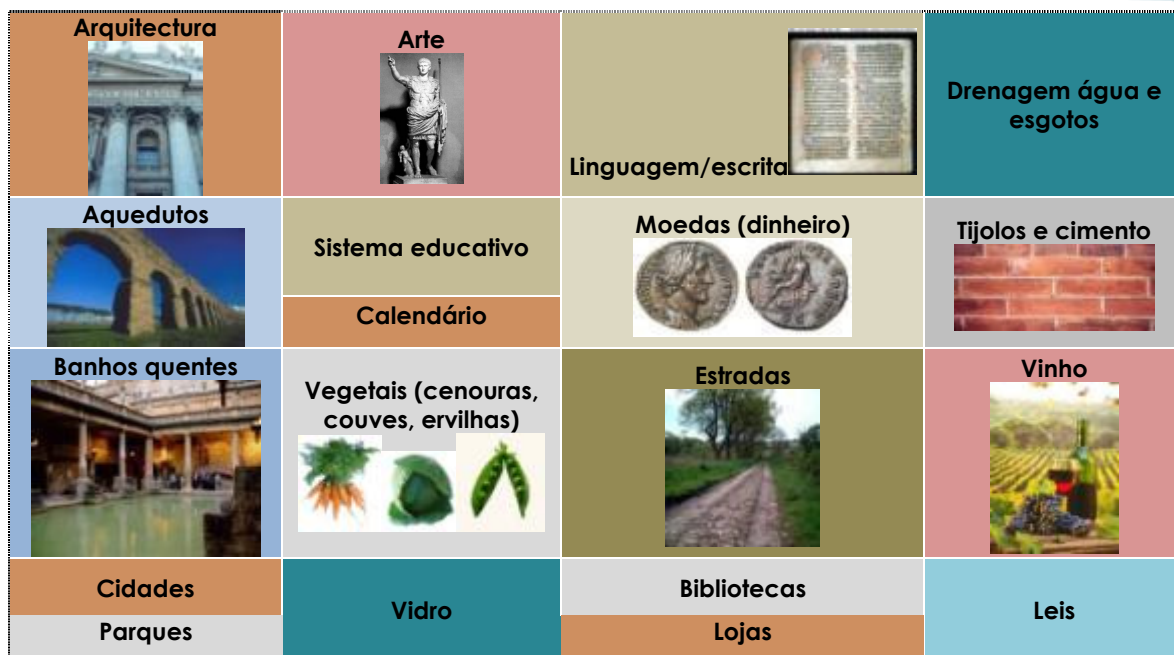 Arquitectura
Arte
Linguagem/escrita
Drenagem água e
esgotos
Aquedutos
Sistema educativo
Calendário
Moedas (dinheiro)
Tijolos e cimento
Banhos quentes
Vegetais (cenouras,
couves, ervilhas)
Estradas
Vinho
Cidades
Parques
Vidro
Bibliotecas
Lojas
Leis